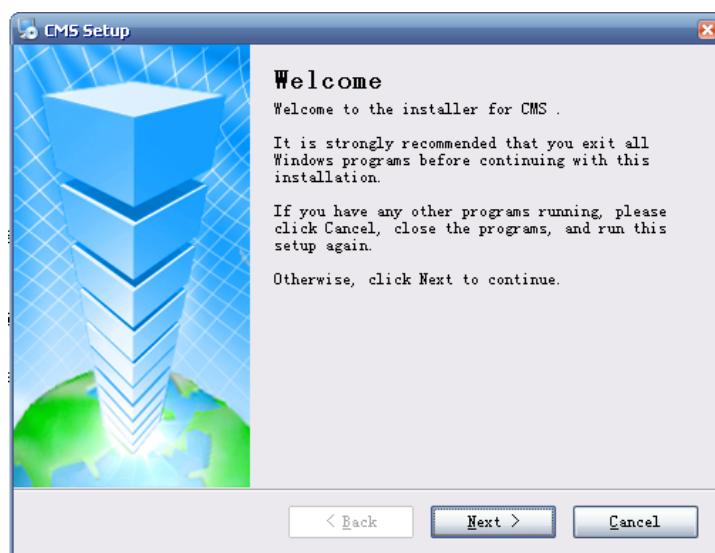 CMS Setup
Welcome
Welcome to the installer for CMS .
It is strongly recommended that you exit all
Windows programs before continuing with this
installation.
If you have any other programs running, please
click Cancel, close the programs, and run this
setup again.
Otherwise, click Next to continue.
< Back
Next >
Cancel